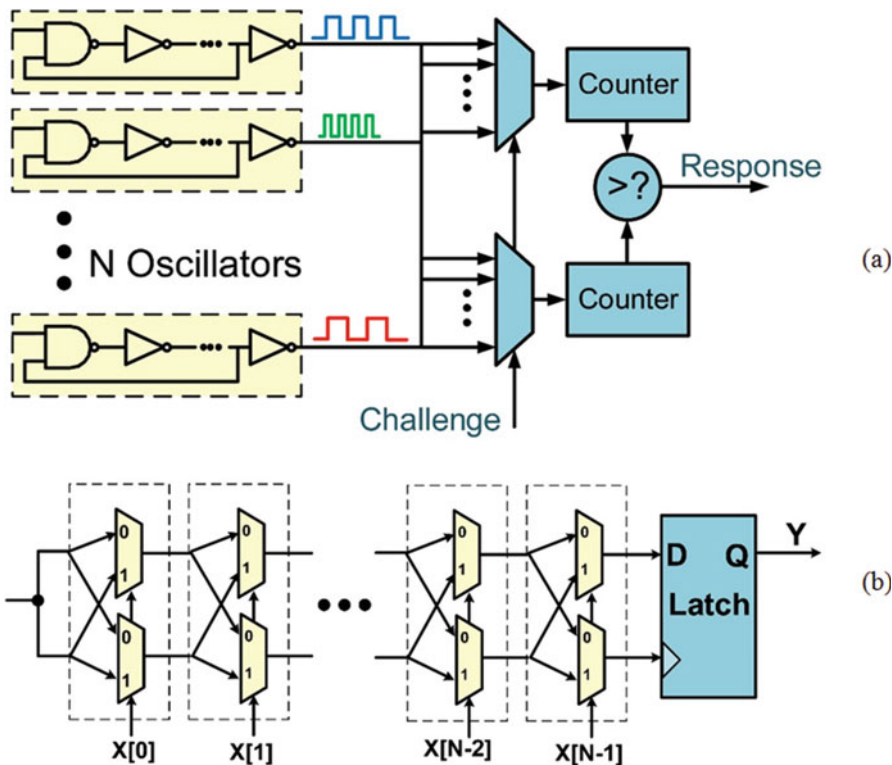 Counter
>?
Response
(a)
N Oscillators
Counter
Challenge
0
1
0
1
0
1
0
1
0
1
0
1
0
1
0
1
D Q
Latch
Y
(b)
X[0]
X[1]
X[N-2]
X[N-1]